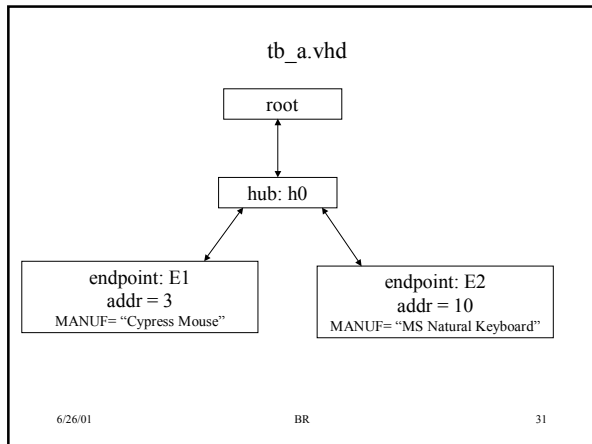 tb_a.vhd
root
hub: h0
endpoint: E1
addr = 3
MANUF= “Cypress Mouse”
endpoint: E2
addr = 10
MANUF= “MS Natural Keyboard”
6/26/01
BR
31